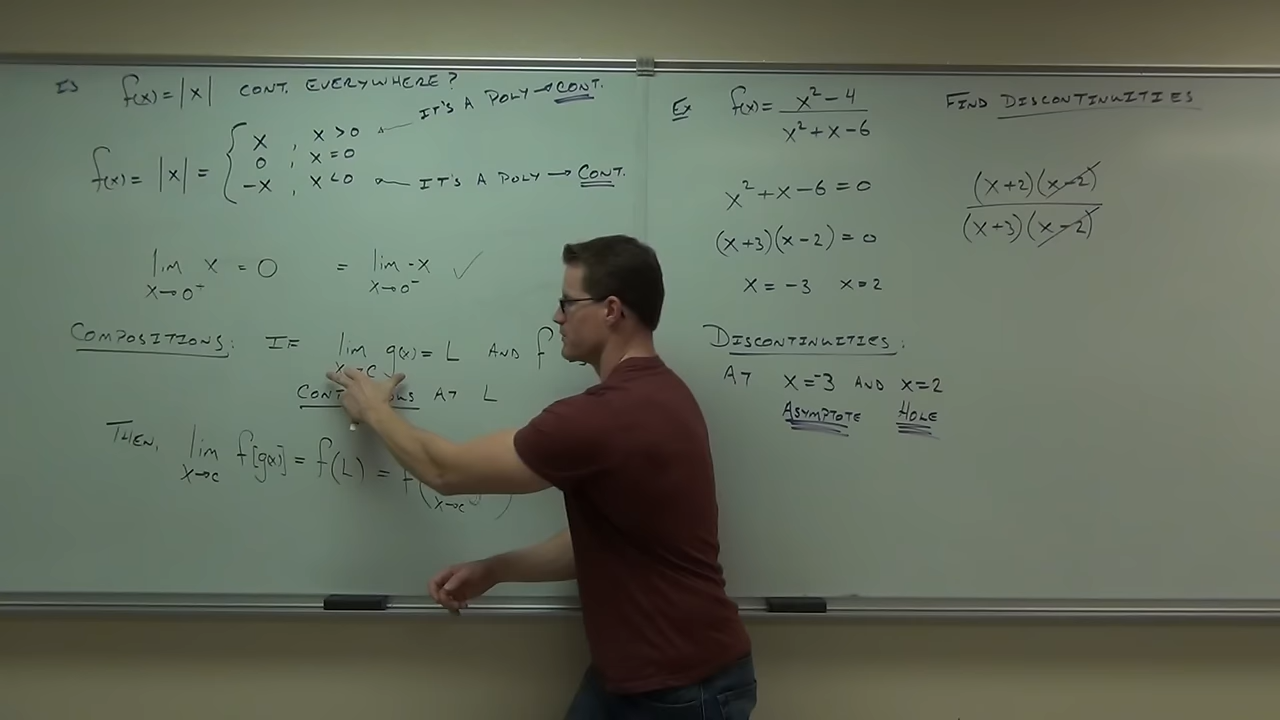 Is f(x) = |x| CONT. EVERYWHERE?
IT'S A POLY → CONT.
f(x) = |x| = { x , x > 0
0 , x = 0
-x , x < 0
IT'S A POLY → CONT.
lim x→0⁺ x = 0 = lim x→0⁻ -x ✓
COMPOSITIONS: IF lim x→c g(x) = L AND f
AT L
THEN, lim x→c f[g(x)] = f(L) = f( x→c )
Ex f(x) = (x² - 4)/(x² + x - 6) FIND DISCONTINUITIES
x² + x - 6 = 0
(x+3)(x-2) = 0
x = -3 x = 2
(x+2)(x-2)
(x+3)(x-2)
DISCONTINUITIES:
AT x = -3 AND x = 2
ASYMPTOTE HOLE